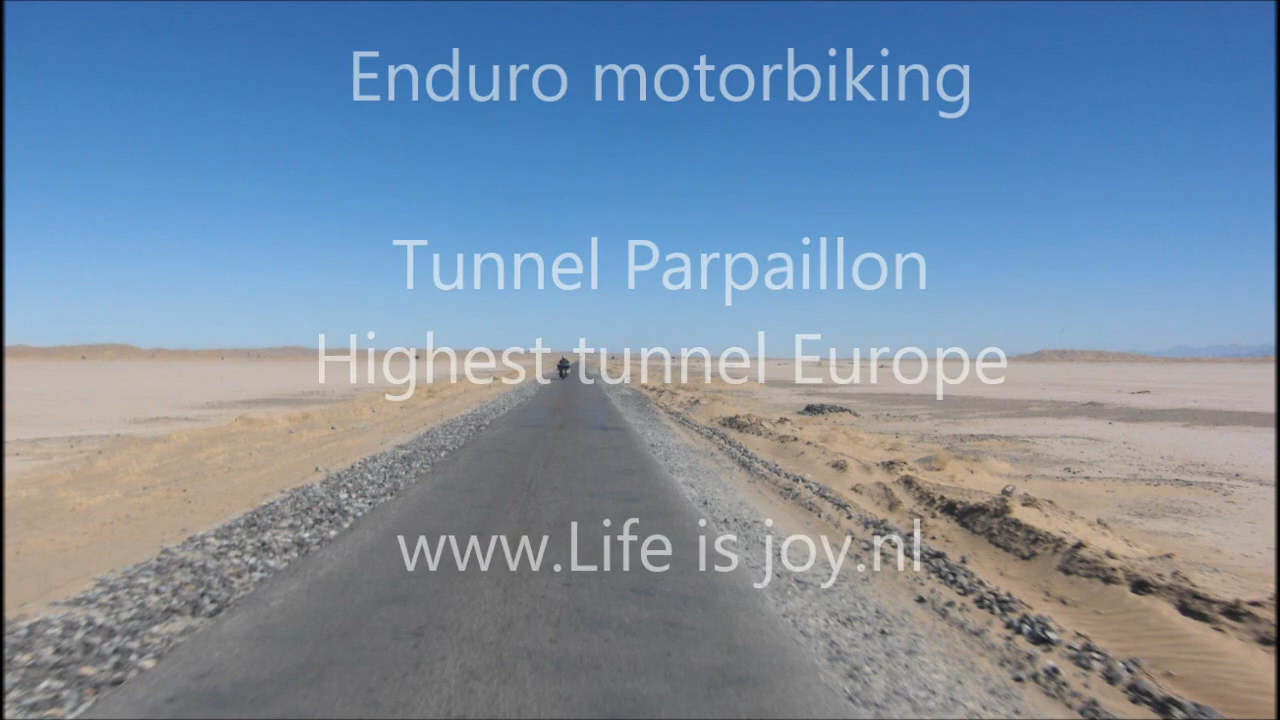 Enduro motorbiking
Tunnel Parpaillon
Highest tunnel Europe
www.Life is joy.nl